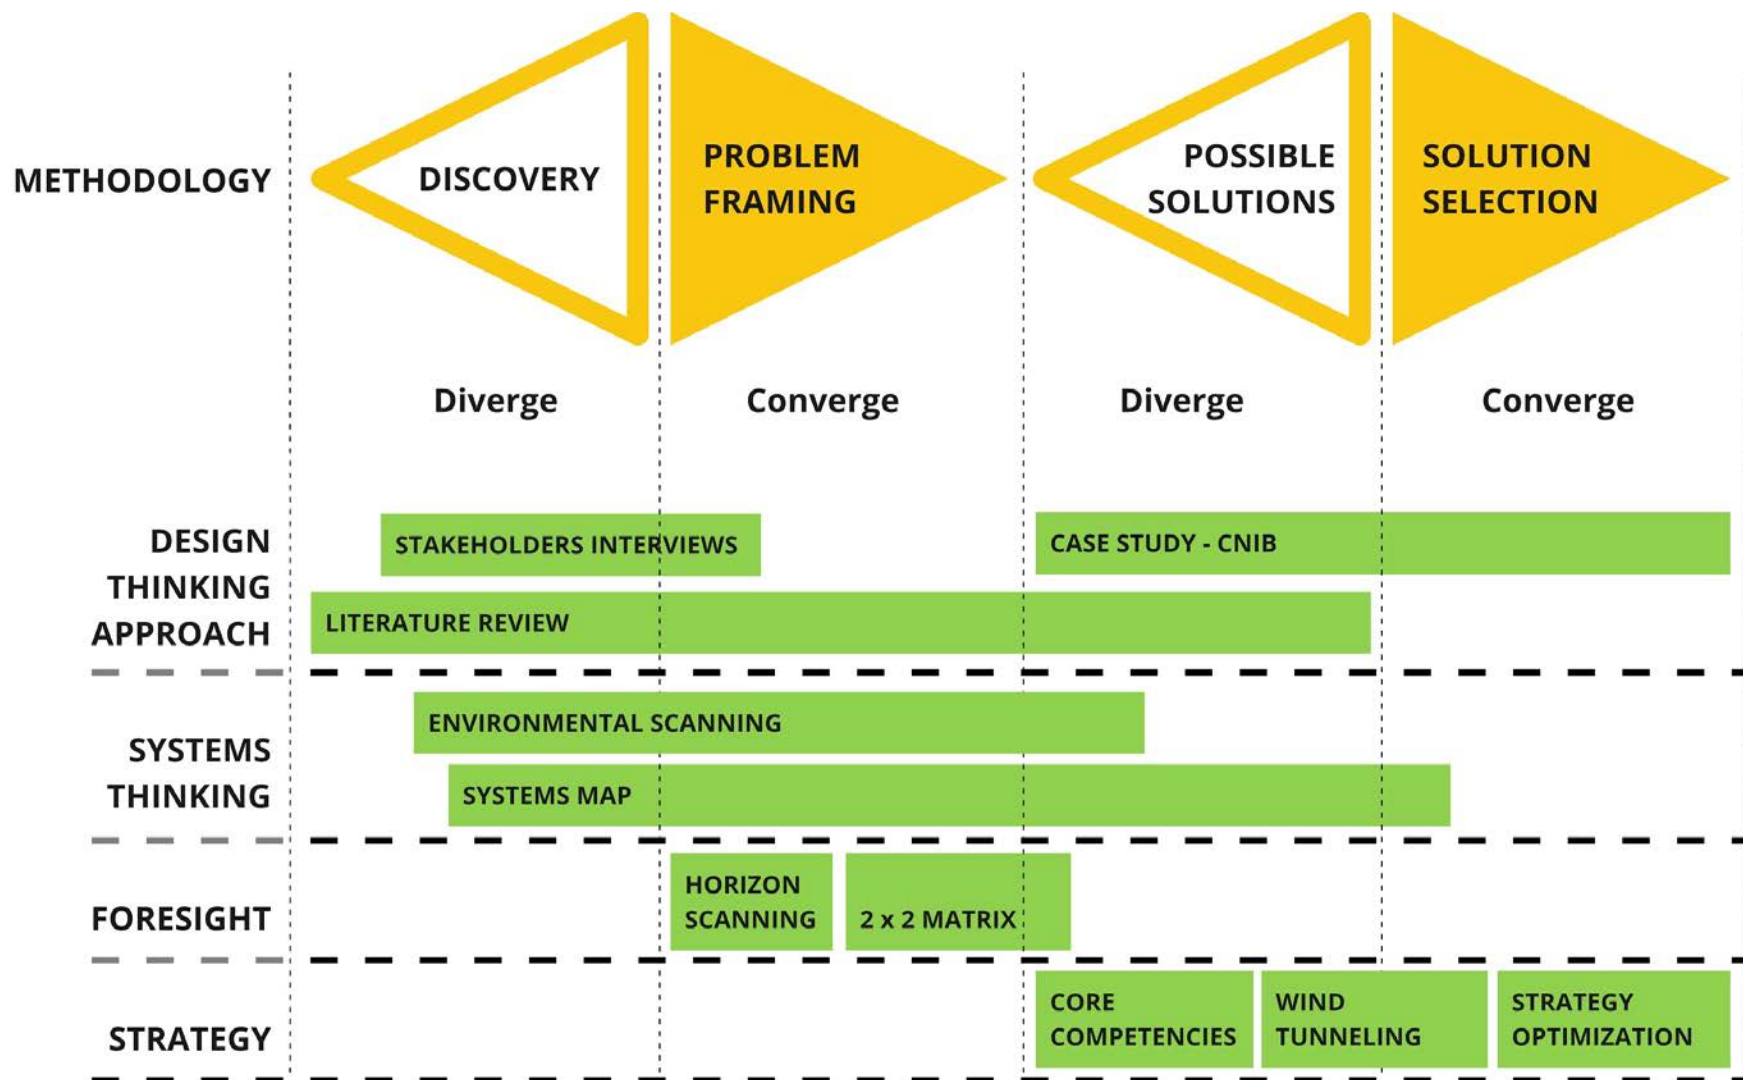 METHODOLOGY
DISCOVERY
PROBLEM
FRAMING
POSSIBLE
SOLUTIONS
SOLUTION
SELECTION
Diverge
Converge
Diverge
Converge
DESIGN
THINKING
APPROACH
STAKEHOLDERS INTERVIEWS
CASE STUDY - CNIB
LITERATURE REVIEW
SYSTEMS
THINKING
ENVIRONMENTAL SCANNING
SYSTEMS MAP
FORESIGHT
HORIZON
SCANNING
2 x 2 MATRIX
STRATEGY
CORE
COMPETENCIES
WIND
TUNNELING
STRATEGY
OPTIMIZATION